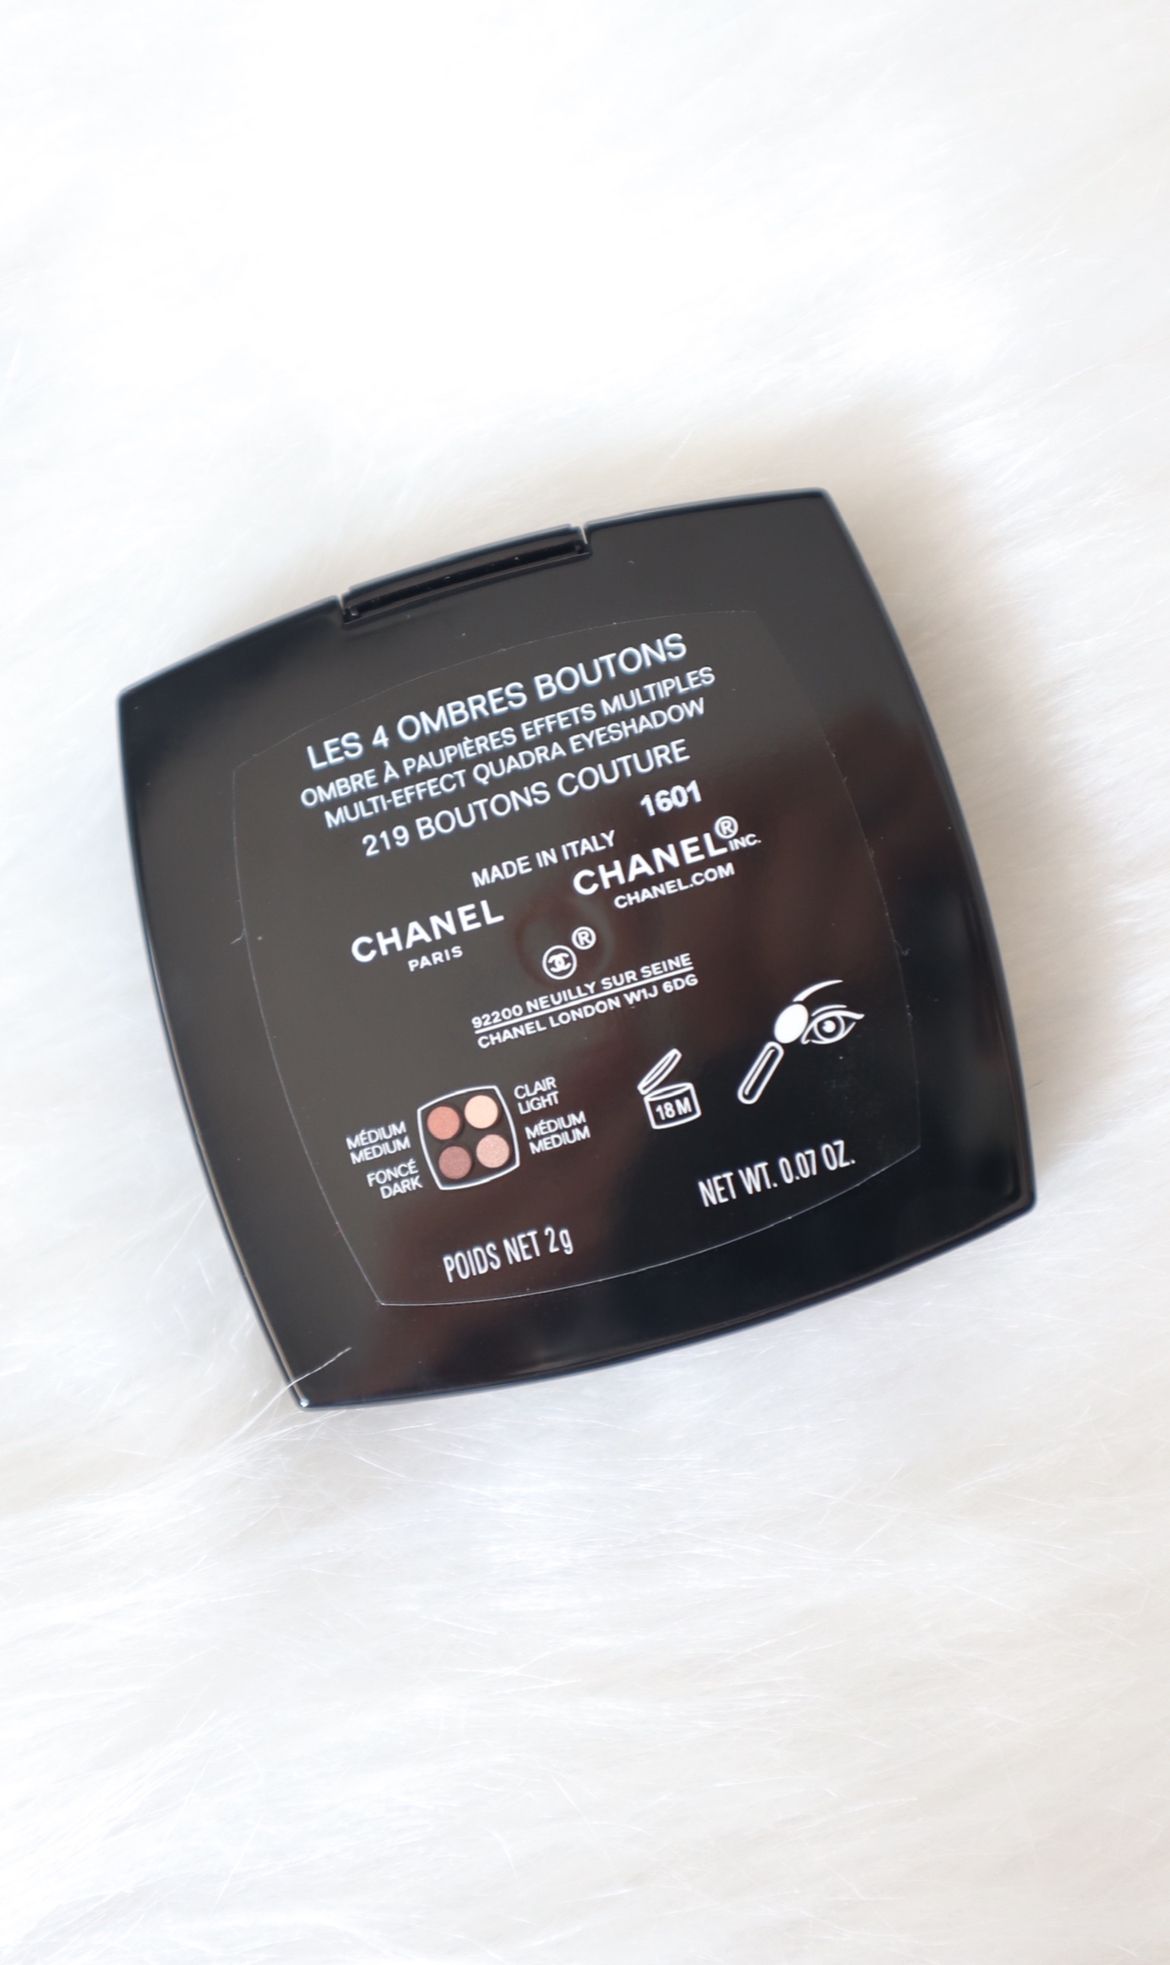 LES 4 OMBRES BOUTONS
OMBRE À PAUPIÈRES EFFETS MULTIPLES
MULTI-EFFECT QUADRA EYESHADOW
219 BOUTONS COUTURE
1601
MADE IN ITALY
CHANEL
PARIS
CHANEL® INC.
CHANEL.COM
®
92200 NEUILLY SUR SEINE
CHANEL LONDON W1J 6DG
MÉDIUM
MEDIUM
FONCÉ
DARK
CLAIR
LIGHT
MÉDIUM
MEDIUM
18 M
POIDS NET 2g
NET WT. 0.07 OZ.